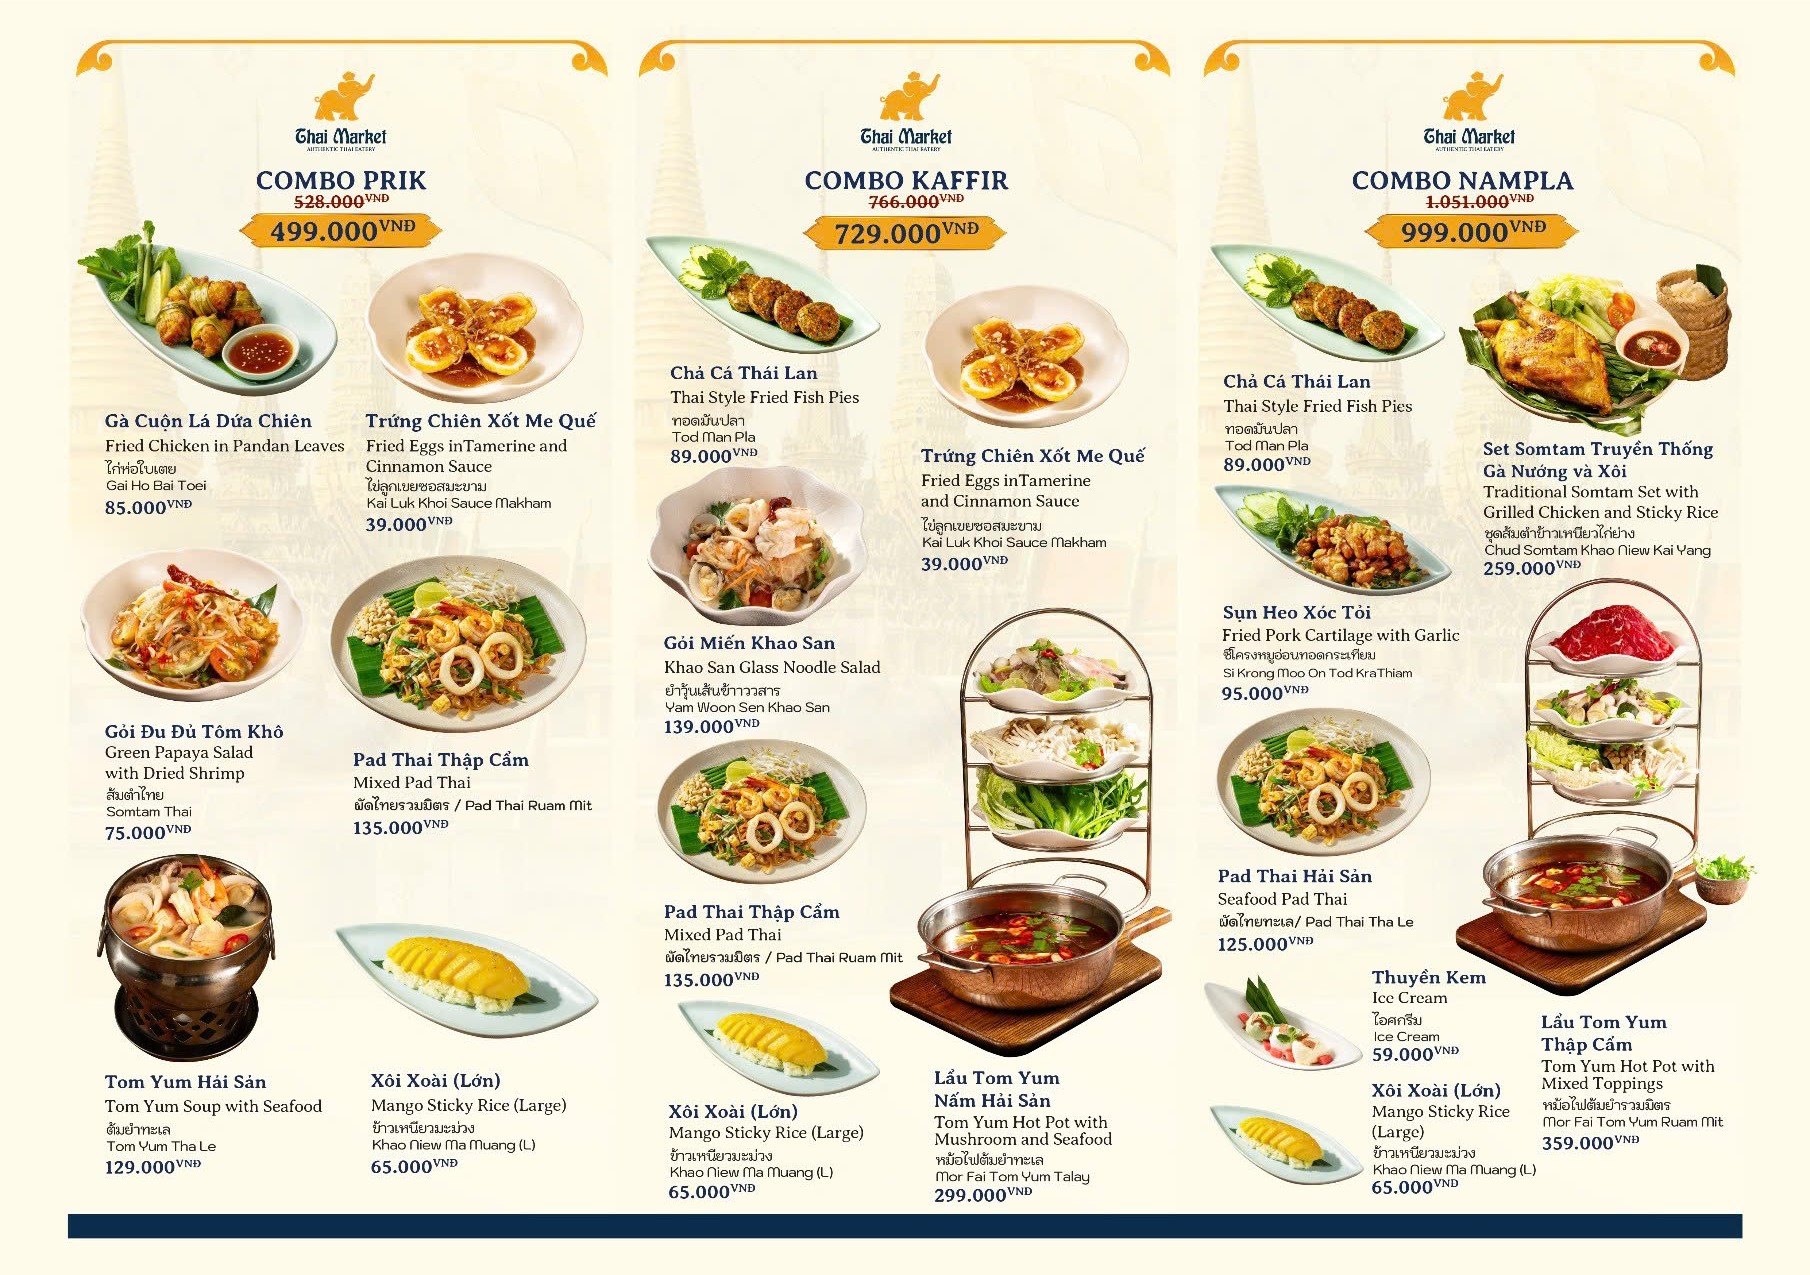 Thai Market
AUTHENTIC THAI EATERY
COMBO PRIK
528.000VNĐ
499.000VNĐ
Gà Cuộn Lá Dứa Chiên
Fried Chicken in Pandan Leaves
ไก่ห่อใบเตย
Gai Ho Bai Toei
85.000VNĐ
Trứng Chiên Xốt Me Quế
Fried Eggs inTamerine and
Cinnamon Sauce
ไข่ลูกเขยซอสมะขาม
Kai Luk Khoi Sauce Makham
39.000VNĐ
Gỏi Đu Đủ Tôm Khô
Green Papaya Salad
with Dried Shrimp
ส้มตำไทย
Somtam Thai
75.000VNĐ
Pad Thai Thập Cẩm
Mixed Pad Thai
ผัดไทยรวมมิตร / Pad Thai Ruam Mit
135.000VNĐ
Tom Yum Hải Sản
Tom Yum Soup with Seafood
ต้มยำทะเล
Tom Yum Tha Le
129.000VNĐ
Xôi Xoài (Lớn)
Mango Sticky Rice (Large)
ข้าวเหนียวมะม่วง
Khao Niew Ma Muang (L)
65.000VNĐ
Thai Market
AUTHENTIC THAI EATERY
COMBO KAFFIR
766.000VNĐ
729.000VNĐ
Chả Cá Thái Lan
Thai Style Fried Fish Pies
ทอดมันปลา
Tod Man Pla
89.000VNĐ
Trứng Chiên Xốt Me Quế
Fried Eggs inTamerine
and Cinnamon Sauce
ไข่ลูกเขยซอสมะขาม
Kai Luk Khoi Sauce Makham
39.000VNĐ
Gỏi Miến Khao San
Khao San Glass Noodle Salad
ยำวุ้นเส้นข้าาวสาร
Yam Woon Sen Khao San
139.000VNĐ
Pad Thai Thập Cẩm
Mixed Pad Thai
ผัดไทยรวมมิตร / Pad Thai Ruam Mit
135.000VNĐ
Xôi Xoài (Lớn)
Mango Sticky Rice (Large)
ข้าวเหนียวมะม่วง
Khao Niew Ma Muang (L)
65.000VNĐ
Lẩu Tom Yum
Nấm Hải Sản
Tom Yum Hot Pot with
Mushroom and Seafood
หม้อไฟต้มยำทะเล
Mor Fai Tom Yum Talay
299.000VNĐ
Thai Market
AUTHENTIC THAI EATERY
COMBO NAMPLA
1.051.000VNĐ
999.000VNĐ
Chả Cá Thái Lan
Thai Style Fried Fish Pies
ทอดมันปลา
Tod Man Pla
89.000VNĐ
Set Somtam Truyền Thống
Gà Nướng và Xôi
Traditional Somtam Set with
Grilled Chicken and Sticky Rice
ชุดส้มตำข้าวเหนียวไก่ย่าง
Chud Somtam Khao Niew Kai Yang
259.000VNĐ
Sụn Heo Xóc Tỏi
Fried Pork Cartilage with Garlic
ซี่โครงหมูอ่อนทอดกระเทียม
Si Krong Moo On Tod KraThiam
95.000VNĐ
Pad Thai Hải Sản
Seafood Pad Thai
ผัดไทยทะเล/ Pad Thai Tha Le
125.000VNĐ
Thuyền Kem
Ice Cream
ไอศกรีม
Ice Cream
59.000VNĐ
Xôi Xoài (Lớn)
Mango Sticky Rice
(Large)
ข้าวเหนียวมะม่วง
Khao Niew Ma Muang (L)
65.000VNĐ
Lẩu Tom Yum
Thập Cẩm
Tom Yum Hot Pot with
Mixed Toppings
หม้อไฟต้มยำรวมมิตร
Mor Fai Tom Yum Ruam Mit
359.000VNĐ